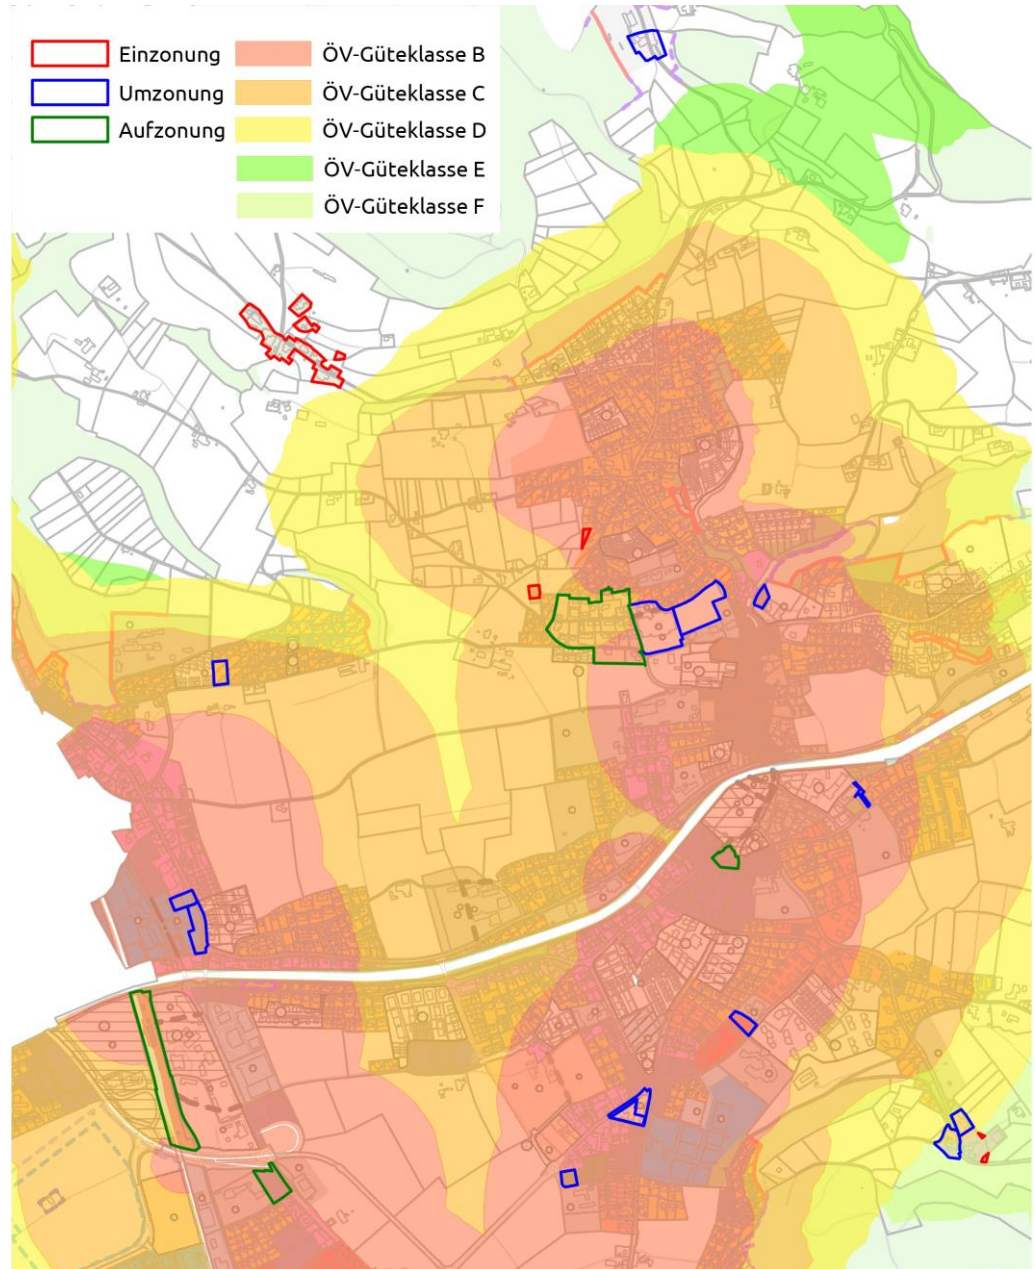 Einzonung
Umzonung
Aufzonung
ÖV-Güteklasse B
ÖV-Güteklasse C
ÖV-Güteklasse D
ÖV-Güteklasse E
ÖV-Güteklasse F